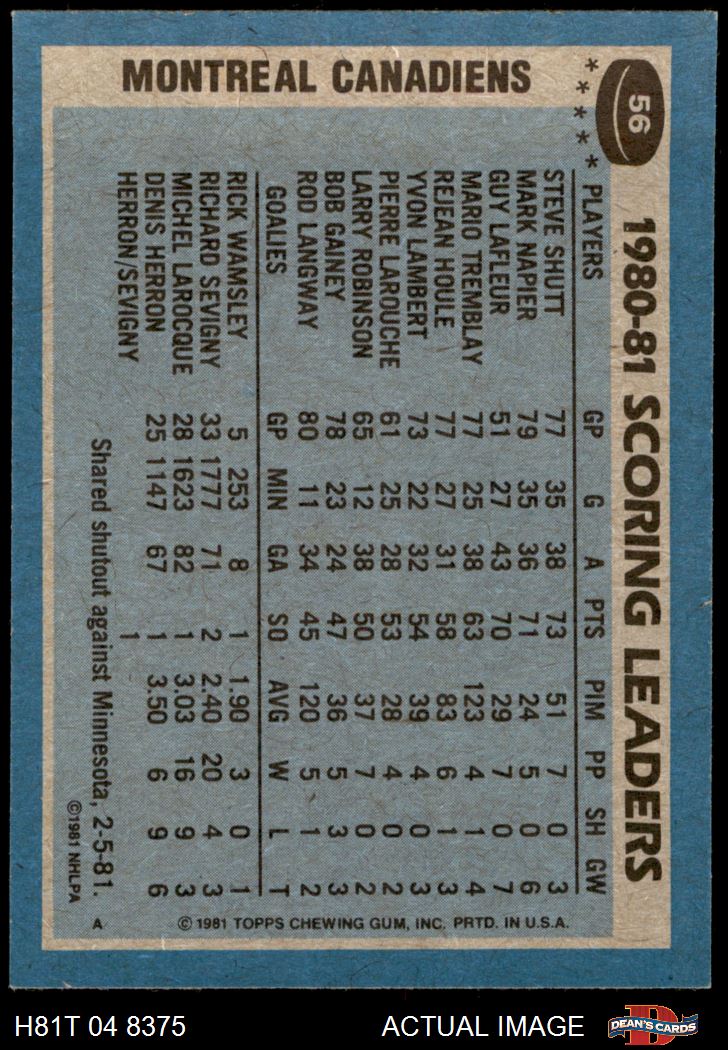 MONTREAL CANADIENS
56
★★★★★
1980-81 SCORING LEADERS
PLAYERS GP G A PTS PIM PP SH GW
STEVE SHUTT 77 35 38 73 51 7 0 3
MARK NAPIER 79 35 36 71 24 5 0 6
GUY LAFLEUR 51 27 43 70 29 7 0 7
MARIO TREMBLAY 77 25 38 63 123 4 1 4
REJEAN HOULE 77 27 31 58 83 6 1 3
YVON LAMBERT 73 22 32 54 39 4 0 3
PIERRE LAROUCHE 61 25 28 53 28 4 0 2
LARRY ROBINSON 65 12 38 50 37 7 0 2
BOB GAINEY 78 23 24 47 36 5 3 3
ROD LANGWAY 80 11 34 45 120 5 1 2
GOALIES GP MIN GA SO AVG W L T
RICK WAMSLEY 5 253 8 1 1.90 3 0 1
RICHARD SEVIGNY 33 1777 71 2 2.40 20 4 3
MICHEL LAROCQUE 28 1623 82 1 3.03 16 9 3
DENIS HERRON 25 1147 67 1 3.50 6 9 6
HERRON/SEVIGNY 1
Shared shutout against Minnesota, 2-5-81.
©1981 NHLPA
A
© 1981 TOPPS CHEWING GUM, INC. PRTD. IN U.S.A.
H81T 04 8375
ACTUAL IMAGE
DEAN'S CARDS